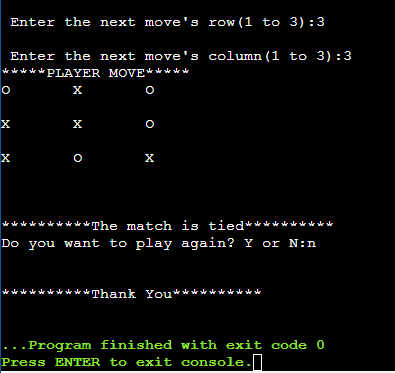 Enter the next move's row(1 to 3):3
Enter the next move's column(1 to 3):3
*****PLAYER MOVE*****
O X O
X X O
X O X
**********The match is tied**********
Do you want to play again? Y or N:n
**********Thank You**********
...Program finished with exit code 0
Press ENTER to exit console.